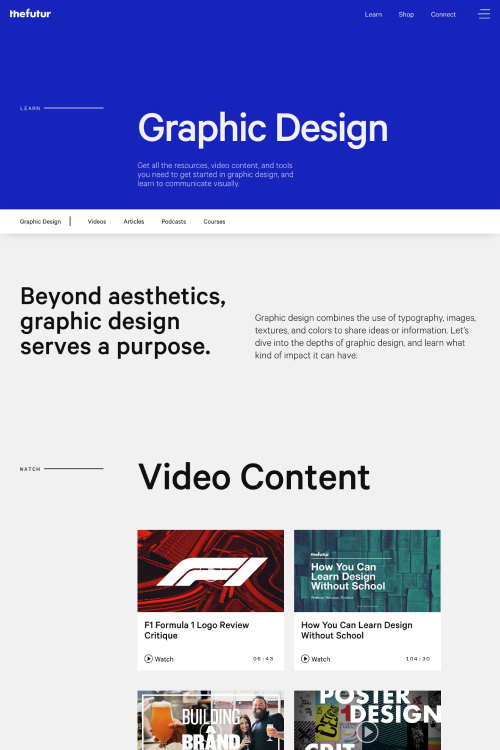 thefutur
Learn
Shop
Connect
LEARN
Graphic Design
Get all the resources, video content, and tools
you need to get started in graphic design, and
learn to communicate visually.
Graphic Design
Videos
Articles
Podcasts
Courses
Beyond aesthetics,
graphic design
serves a purpose.
Graphic design combines the use of typography, images,
textures, and colors to share ideas or information. Let's
dive into the depths of graphic design, and learn what
kind of impact it can have.
WATCH
Video Content
thefutur
How You Can
Learn Design
Without School
F1 Formula 1 Logo Review
Critique
Watch
06:43
How You Can Learn Design
Without School
Watch
104:30
BUILDING
A
BRAND
POSTER
DESIGN
CRIT